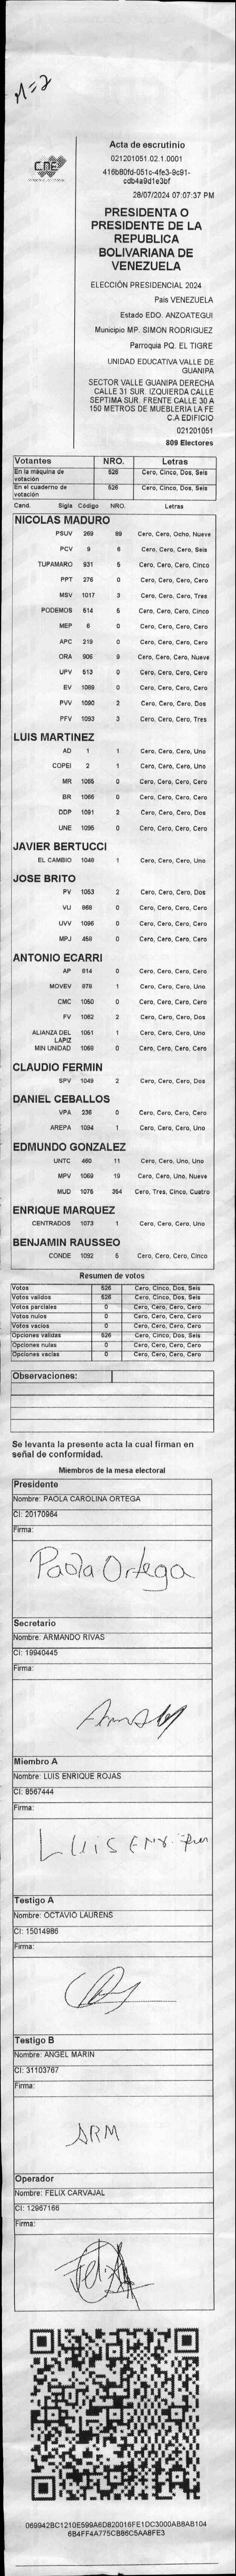 M=2
CNE
Acta de escrutinio
021201051.02.1.0001
416b80fd-051c-4fe3-9c91-
cdb4a9d1e3bf
28/07/2024 07:07:37 PM
PRESIDENTA O
PRESIDENTE DE LA
REPUBLICA
BOLIVARIANA DE
VENEZUELA
ELECCIÓN PRESIDENCIAL 2024
País VENEZUELA
Estado EDO. ANZOATEGUI
Municipio MP. SIMON RODRIGUEZ
Parroquia PQ. EL TIGRE
UNIDAD EDUCATIVA VALLE DE
GUANIPA
SECTOR VALLE GUANIPA DERECHA
CALLE 31 SUR. IZQUIERDA CALLE
SEPTIMA SUR. FRENTE CALLE 30 A
150 METROS DE MUEBLERIA LA FE
C.A EDIFICIO
021201051
809 Electores
Votantes NRO. Letras
En la máquina de votación 526 Cero, Cinco, Dos, Seis
En el cuaderno de votación 526 Cero, Cinco, Dos, Seis
Cand. Sigla Código NRO. Letras
NICOLAS MADURO
PSUV 269 89 Cero, Cero, Ocho, Nueve
PCV 9 6 Cero, Cero, Cero, Seis
TUPAMARO 931 5 Cero, Cero, Cero, Cinco
PPT 276 0 Cero, Cero, Cero, Cero
MSV 1017 3 Cero, Cero, Cero, Tres
PODEMOS 514 5 Cero, Cero, Cero, Cinco
MEP 6 0 Cero, Cero, Cero, Cero
APC 219 0 Cero, Cero, Cero, Cero
ORA 906 9 Cero, Cero, Cero, Nueve
UPV 513 0 Cero, Cero, Cero, Cero
EV 1089 0 Cero, Cero, Cero, Cero
PVV 1090 2 Cero, Cero, Cero, Dos
PFV 1093 3 Cero, Cero, Cero, Tres
LUIS MARTINEZ
AD 1 1 Cero, Cero, Cero, Uno
COPEI 2 1 Cero, Cero, Cero, Uno
MR 1065 0 Cero, Cero, Cero, Cero
BR 1066 0 Cero, Cero, Cero, Cero
DDP 1091 2 Cero, Cero, Cero, Dos
UNE 1095 0 Cero, Cero, Cero, Cero
JAVIER BERTUCCI
EL CAMBIO 1048 1 Cero, Cero, Cero, Uno
JOSE BRITO
PV 1053 2 Cero, Cero, Cero, Dos
VU 868 0 Cero, Cero, Cero, Cero
UVV 1096 0 Cero, Cero, Cero, Cero
MPJ 458 0 Cero, Cero, Cero, Cero
ANTONIO ECARRI
AP 814 0 Cero, Cero, Cero, Cero
MOVEV 978 1 Cero, Cero, Cero, Uno
CMC 1050 0 Cero, Cero, Cero, Cero
FV 1062 2 Cero, Cero, Cero, Dos
ALIANZA DEL LAPIZ 1051 1 Cero, Cero, Cero, Uno
MIN UNIDAD 1069 0 Cero, Cero, Cero, Cero
CLAUDIO FERMIN
SPV 1049 2 Cero, Cero, Cero, Dos
DANIEL CEBALLOS
VPA 236 0 Cero, Cero, Cero, Cero
AREPA 1094 1 Cero, Cero, Cero, Uno
EDMUNDO GONZALEZ
UNTC 460 11 Cero, Cero, Uno, Uno
MPV 1069 19 Cero, Cero, Uno, Nueve
MUD 1075 354 Cero, Tres, Cinco, Cuatro
ENRIQUE MARQUEZ
CENTRADOS 1073 1 Cero, Cero, Cero, Uno
BENJAMIN RAUSSEO
CONDE 1092 5 Cero, Cero, Cero, Cinco
Resumen de votos
Votos 526 Cero, Cinco, Dos, Seis
Votos validos 526 Cero, Cinco, Dos, Seis
Votos parciales 0 Cero, Cero, Cero, Cero
Votos nulos 0 Cero, Cero, Cero, Cero
Votos vacios 0 Cero, Cero, Cero, Cero
Opciones validas 526 Cero, Cinco, Dos, Seis
Opciones nulas 0 Cero, Cero, Cero, Cero
Opciones vacias 0 Cero, Cero, Cero, Cero
Observaciones:
Se levanta la presente acta la cual firman en
señal de conformidad.
Miembros de la mesa electoral
Presidente
Nombre: PAOLA CAROLINA ORTEGA
CI: 20170964
Firma:
Paola Ortega
Secretario
Nombre: ARMANDO RIVAS
CI: 19940445
Firma:
Miembro A
Nombre: LUIS ENRIQUE ROJAS
CI: 8567444
Firma:
LUIS
Testigo A
Nombre: OCTAVIO LAURENS
CI: 15014986
Firma:
Testigo B
Nombre: ANGEL MARIN
CI: 31103767
Firma:
ARM
Operador
Nombre: FELIX CARVAJAL
CI: 12967166
Firma:
Felix
069942BC1210E599A6D820016FE1DC3000AB8AB104
6B4FF4A775CB86C5AA8FE3